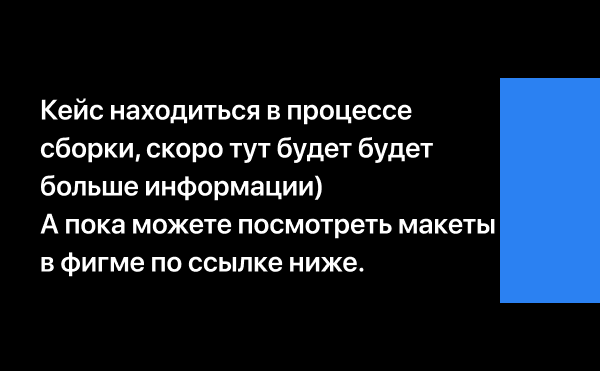 Кейс находиться в процессе
сборки, скоро тут будет будет
больше информации)
А пока можете посмотреть макеты
в фигме по ссылке ниже.